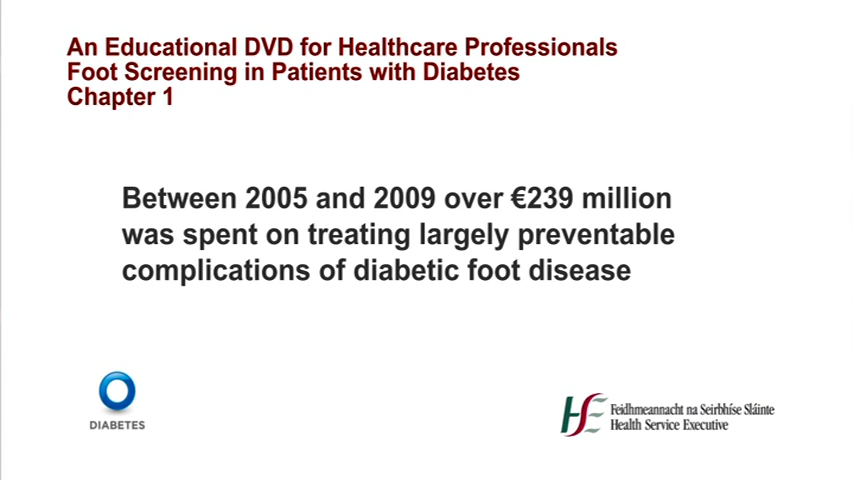 An Educational DVD for Healthcare Professionals
Foot Screening in Patients with Diabetes
Chapter 1
Between 2005 and 2009 over €239 million
was spent on treating largely preventable
complications of diabetic foot disease
DIABETES
HE
Feidhmeannacht na Seirbhíse Sláinte
Health Service Executive